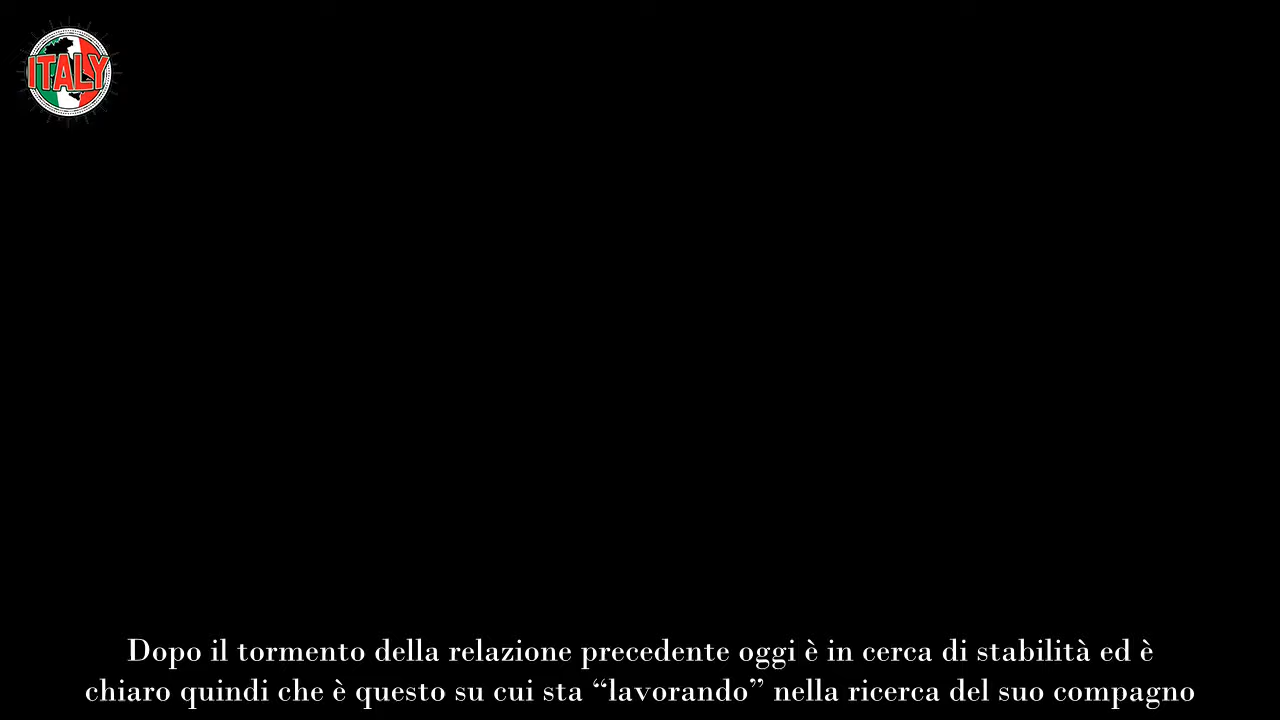 ITALY
Dopo il tormento della relazione precedente oggi è in cerca di stabilità ed è
chiaro quindi che è questo su cui sta “lavorando” nella ricerca del suo compagno